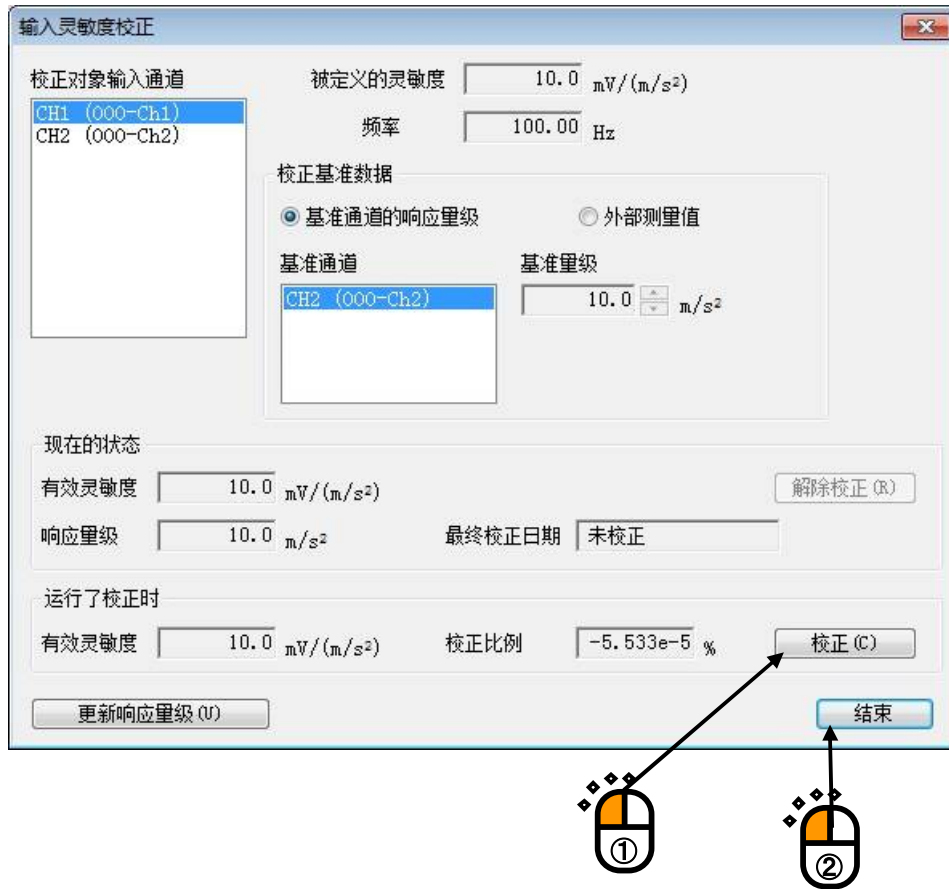 输入灵敏度校正
校正对象输入通道
CH1 (000-Ch1)
CH2 (000-Ch2)
被定义的灵敏度 10.0 mV/(m/s²)
频率 100.00 Hz
校正基准数据
基准通道的响应量级 外部测量值
基准通道 基准量级
CH2 (000-Ch2) 10.0 m/s²
现在的状态
有效灵敏度 10.0 mV/(m/s²) 解除校正(R)
响应量级 10.0 m/s² 最终校正日期 未校正
运行了校正时
有效灵敏度 10.0 mV/(m/s²) 校正比例 -5.533e-5 % 校正(C)
更新响应量级(U) 结束
① ②